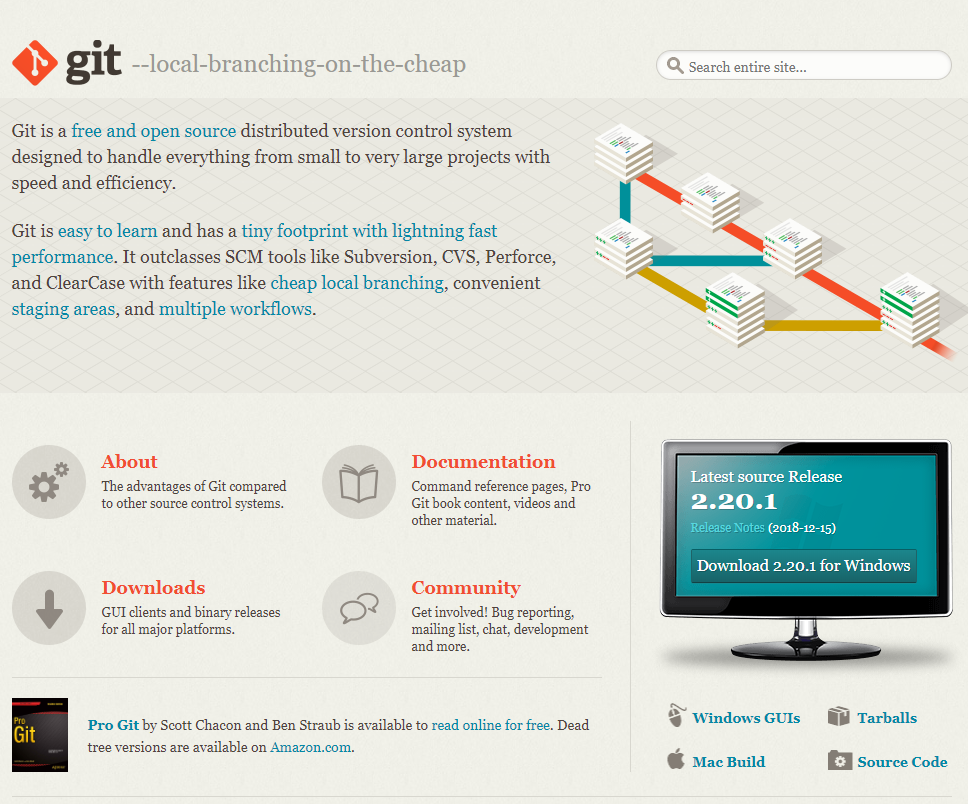 git --local-branching-on-the-cheap
Search entire site...
Git is a free and open source distributed version control system
designed to handle everything from small to very large projects with
speed and efficiency.
Git is easy to learn and has a tiny footprint with lightning fast
performance. It outclasses SCM tools like Subversion, CVS, Perforce,
and ClearCase with features like cheap local branching, convenient
staging areas, and multiple workflows.
About
The advantages of Git compared
to other source control systems.
Documentation
Command reference pages, Pro
Git book content, videos and
other material.
Downloads
GUI clients and binary releases
for all major platforms.
Community
Get involved! Bug reporting,
mailing list, chat, development
and more.
Pro
Git
Pro Git by Scott Chacon and Ben Straub is available to read online for free. Dead
tree versions are available on Amazon.com.
Latest source Release
2.20.1
Release Notes (2018-12-15)
Download 2.20.1 for Windows
Windows GUIs
Tarballs
Mac Build
Source Code